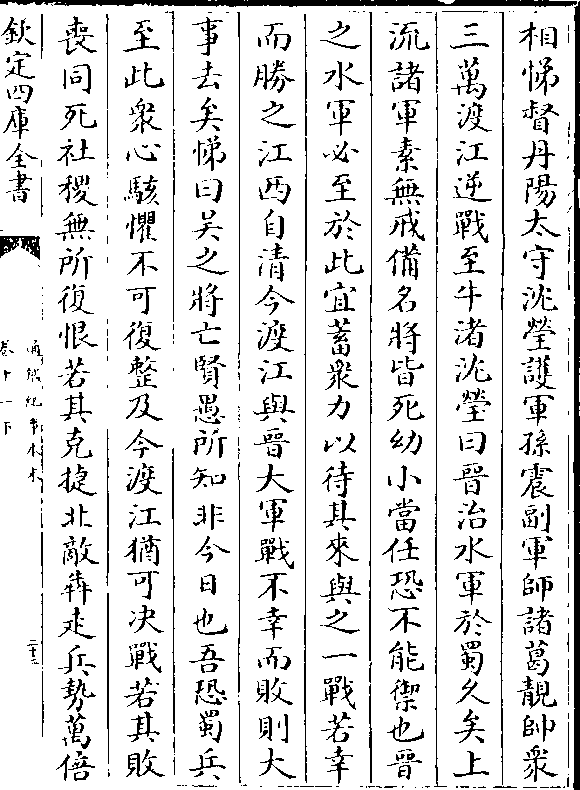 相悌督丹陽太守沈瑩護軍孫震副軍師諸葛靚帥衆
三萬渡江逆戰至牛渚沈瑩曰晉治水軍於蜀久矣上
流諸軍素無戒備名將皆死幼小當任恐不能禦也晉
之水軍必至於此宜蓄衆力以待其來與之一戰若幸
而勝之江西自清今渡江與晉大軍戰不幸而敗則大
事去矣悌曰吳之將亡賢愚所知非今日也吾恐蜀兵
至此衆心駭懼不可復整及今渡江猶可決戰若其敗
喪同死社稷無所復恨若其克捷北敵犇走兵勢萬倍
欽定四庫全書
通鑑紀事本末
卷十一下
二十三